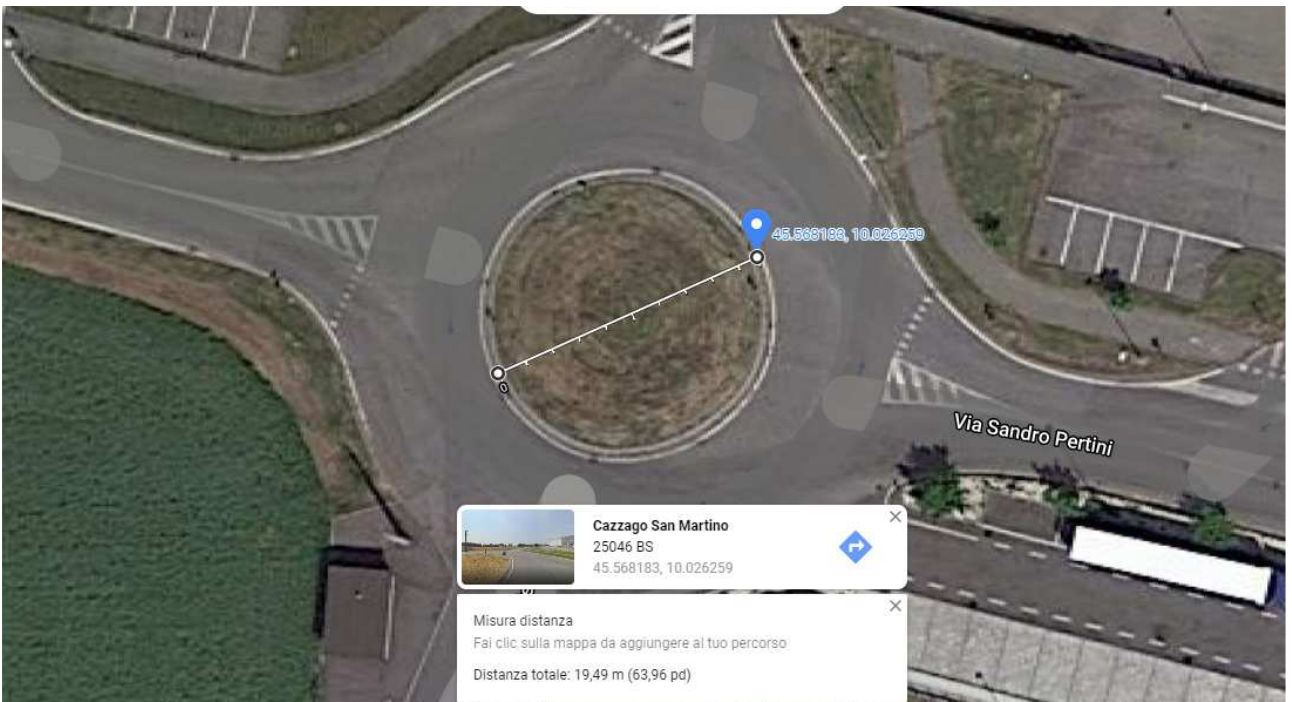 45.568183, 10.026259
0
Via Sandro Pertini
Cazzago San Martino
25046 BS
45.568183, 10.026259
Misura distanza
Fai clic sulla mappa da aggiungere al tuo percorso
Distanza totale: 19,49 m (63,96 pd)